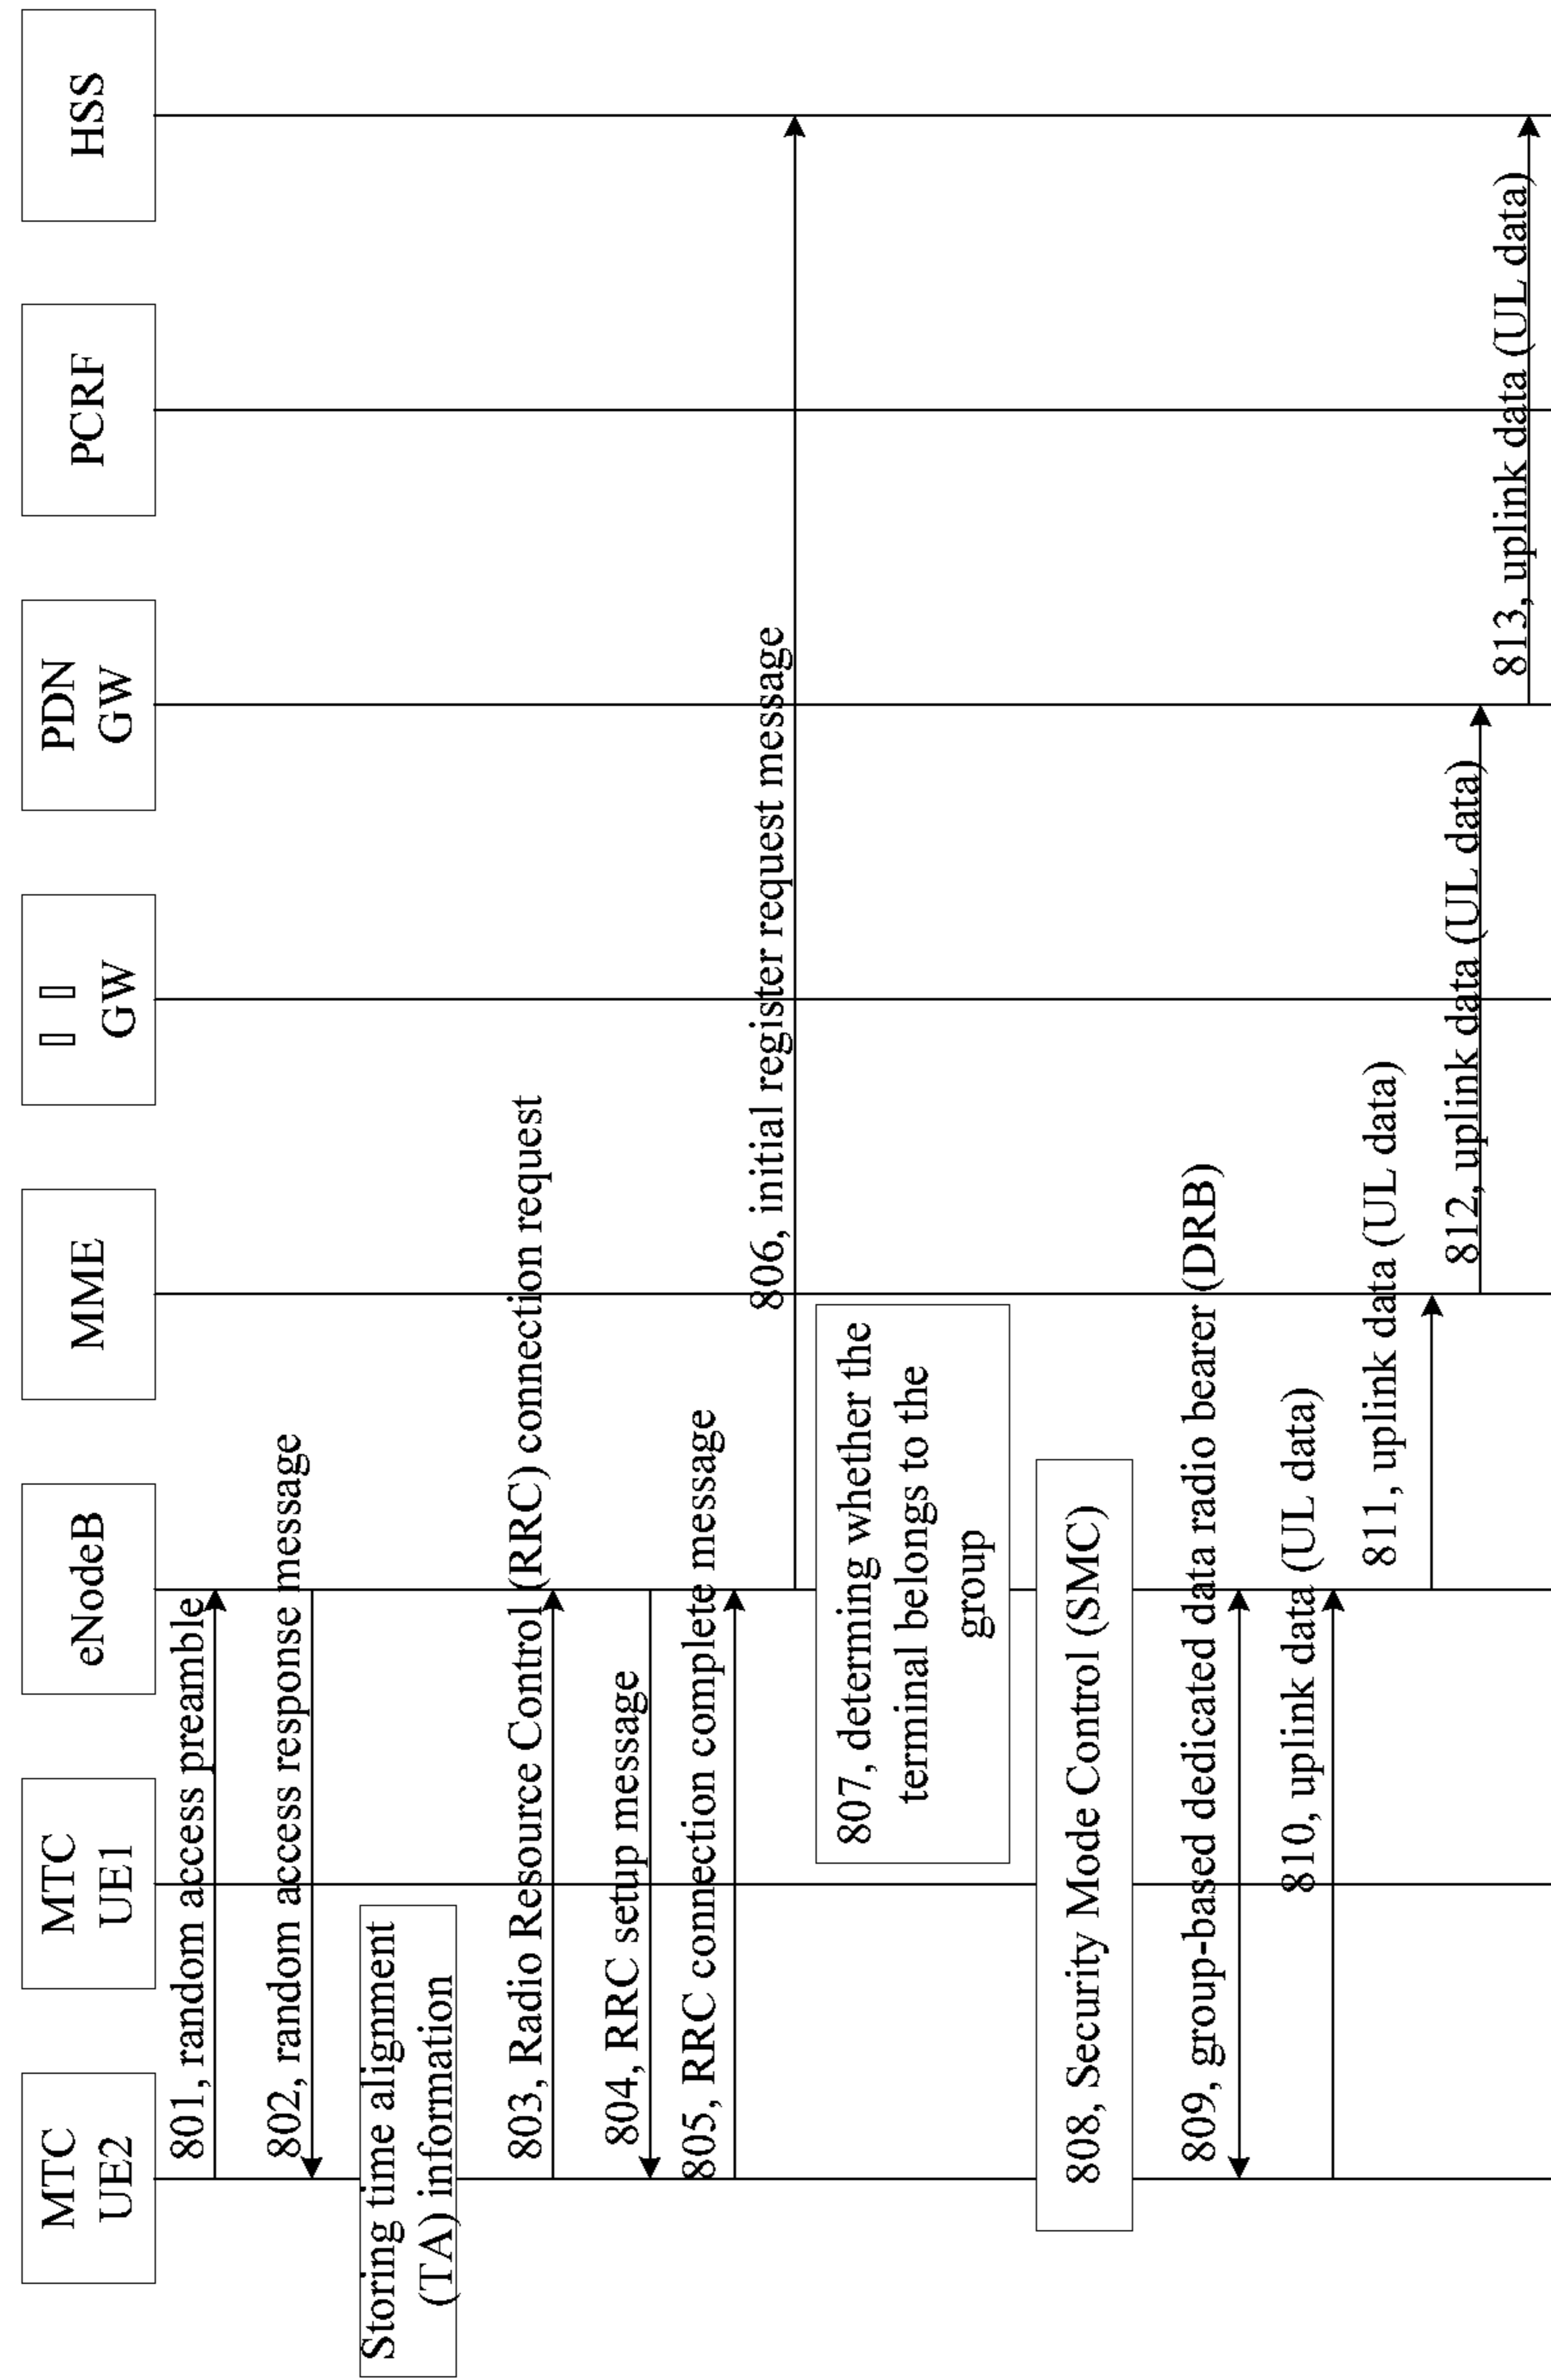 MTC
UE2
MTC
UE1
eNodeB
MME
GW
PDN
GW
PCRF
HSS
801, random access preamble
802, random access response message
Storing time alignment
(TA) information
803, Radio Resource Control (RRC) connection request
804, RRC setup message
805, RRC connection complete message
806, initial register request message
807, determining whether the
terminal belongs to the
group
808, Security Mode Control (SMC)
809, group-based dedicated data radio bearer (DRB)
810, uplink data (UL data)
811, uplink data (UL data)
812, uplink data (UL data)
813, uplink data (UL data)